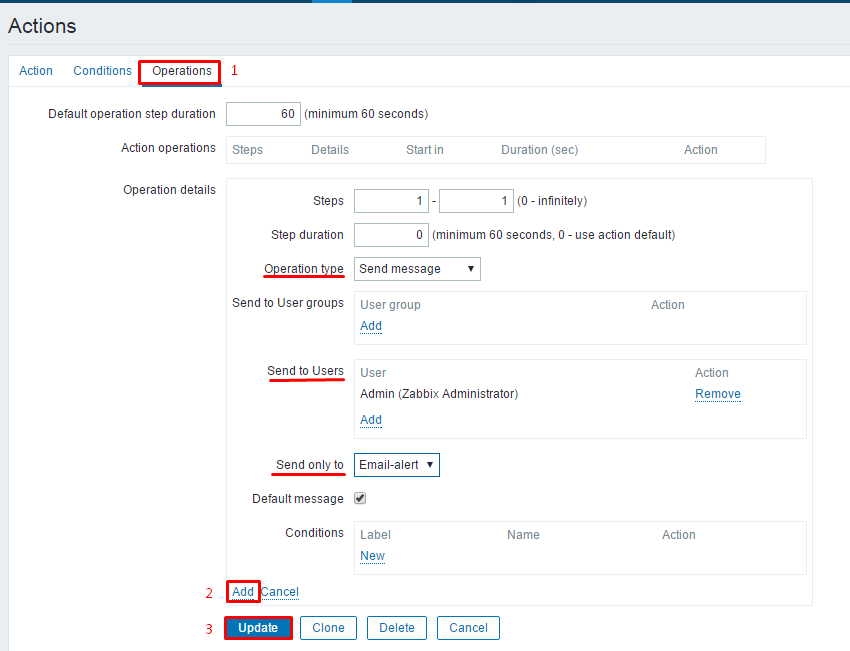 Actions
Action Conditions Operations 1
Default operation step duration 60 (minimum 60 seconds)
Action operations Steps Details Start in Duration (sec) Action
Operation details
Steps 1 - 1 (0 - infinitely)
Step duration 0 (minimum 60 seconds, 0 - use action default)
Operation type Send message
Send to User groups User group Action
Add
Send to Users User Action
Admin (Zabbix Administrator) Remove
Add
Send only to Email-alert
Default message
Conditions Label Name Action
New
2 Add Cancel
3 Update Clone Delete Cancel